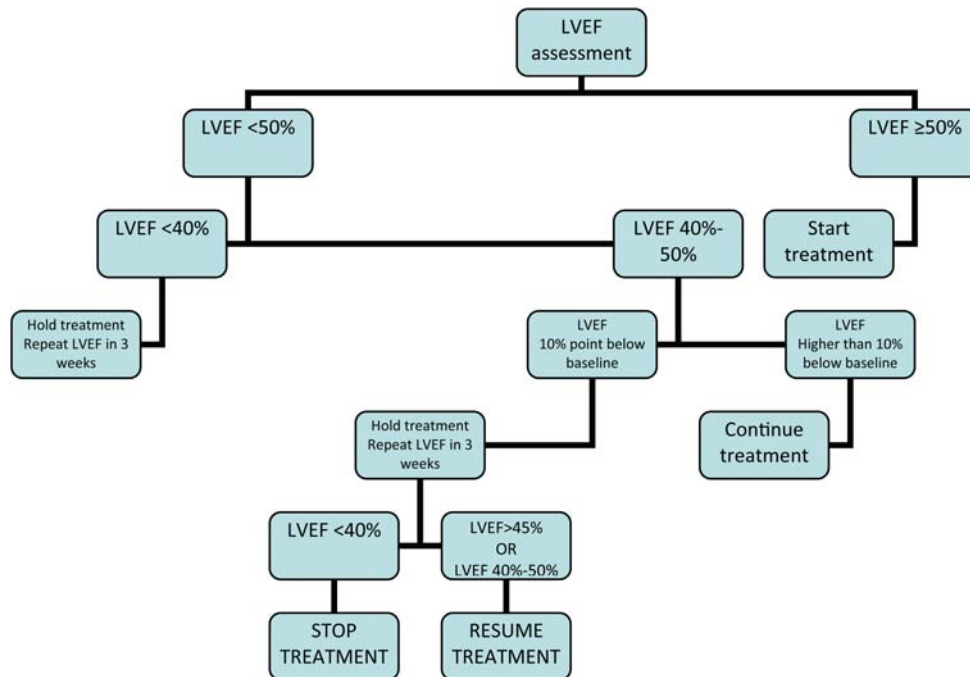 LVEF
assessment
LVEF <50%
LVEF ≥50%
LVEF <40%
LVEF 40%-
50%
Start
treatment
Hold treatment
Repeat LVEF in 3
weeks
LVEF
10% point below
baseline
LVEF
Higher than 10%
below baseline
Hold treatment
Repeat LVEF in 3
weeks
Continue
treatment
LVEF <40%
LVEF>45%
OR
LVEF 40%-50%
STOP
TREATMENT
RESUME
TREATMENT